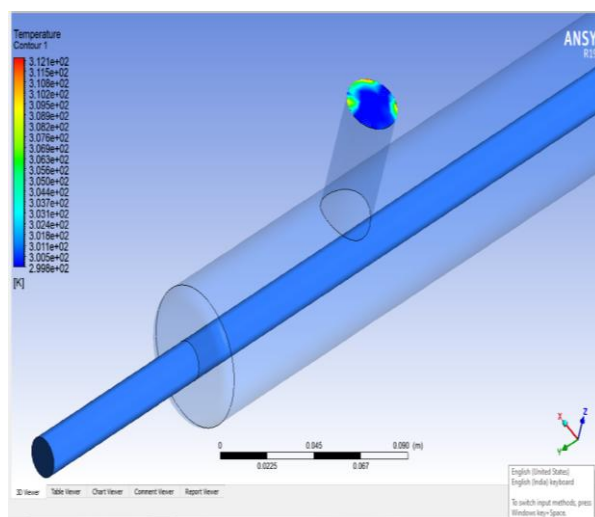 Temperature
Contour 1
3.121e+02
3.115e+02
3.108e+02
3.102e+02
3.095e+02
3.089e+02
3.082e+02
3.076e+02
3.069e+02
3.063e+02
3.056e+02
3.050e+02
3.044e+02
3.037e+02
3.031e+02
3.024e+02
3.018e+02
3.011e+02
3.005e+02
2.998e+02
[K]
ANSY
R15
X
Z
Y
0 0.045 0.090 (m)
0.0225 0.067
English (United States)
English (India) keyboard
To switch input methods, press
Windows key+Space.
3D Viewer Table Viewer Chart Viewer Comment Viewer Report Viewer